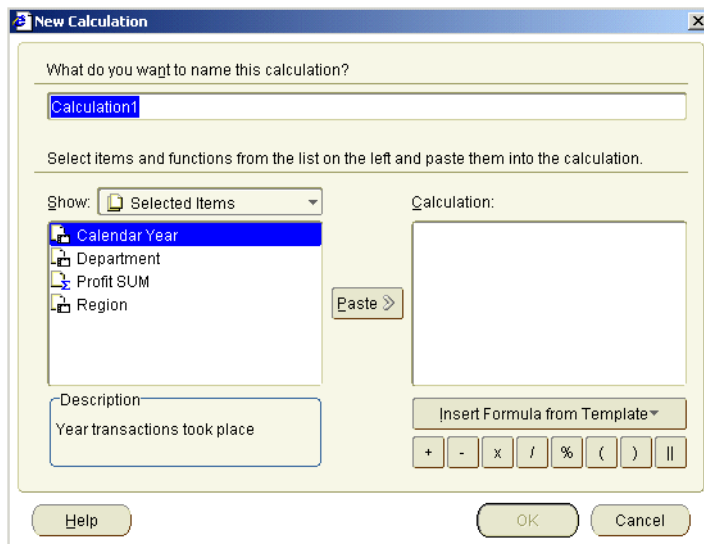 New Calculation
What do you want to name this calculation?
Calculation1
Select items and functions from the list on the left and paste them into the calculation.
Show: Selected Items
Calculation:
Calendar Year
Department
Profit SUM
Region
Paste
Description
Year transactions took place
Insert Formula from Template
+ - x / % ( ) ||
Help
OK
Cancel